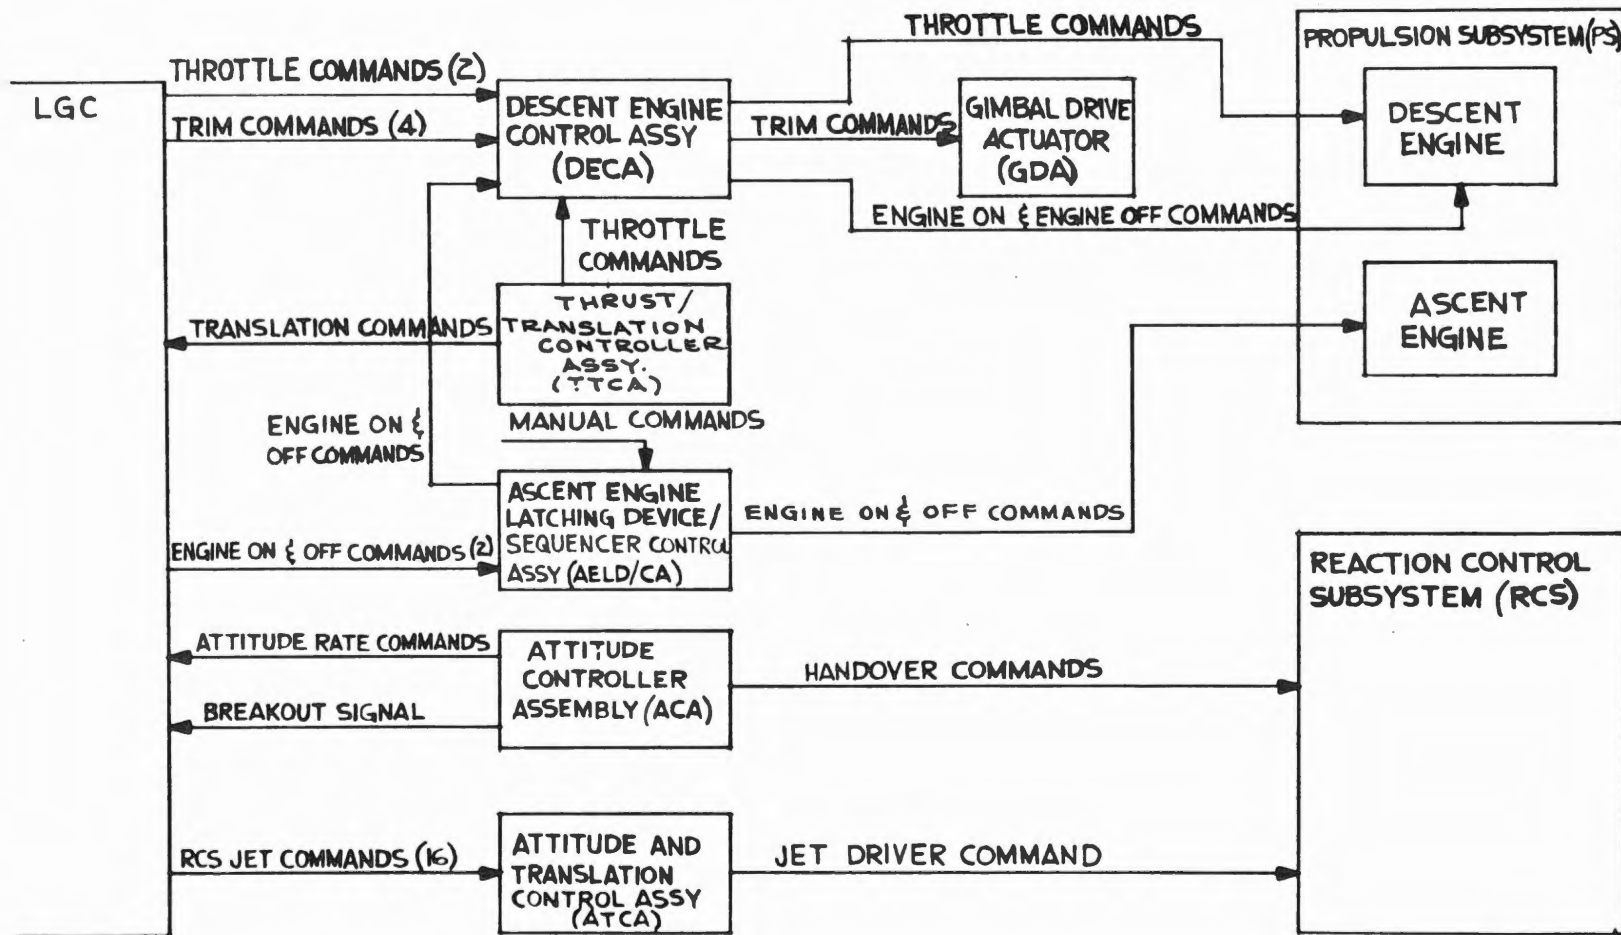 THROTTLE COMMANDS
PROPULSION SUBSYSTEM (PS)
LGC
THROTTLE COMMANDS (2)
TRIM COMMANDS (4)
DESCENT ENGINE
CONTROL ASSY
(DECA)
TRIM COMMANDS
GIMBAL DRIVE
ACTUATOR
(GDA)
DESCENT
ENGINE
ENGINE ON & ENGINE OFF COMMANDS
THROTTLE
COMMANDS
TRANSLATION COMMANDS
THRUST/
TRANSLATION
CONTROLLER
ASSY.
(TTCA)
ASCENT
ENGINE
ENGINE ON &
OFF COMMANDS
MANUAL COMMANDS
ENGINE ON & OFF COMMANDS (2)
ASCENT ENGINE
LATCHING DEVICE/
SEQUENCER CONTROL
ASSY (AELD/CA)
ENGINE ON & OFF COMMANDS
REACTION CONTROL
SUBSYSTEM (RCS)
ATTITUDE RATE COMMANDS
BREAKOUT SIGNAL
ATTITUDE
CONTROLLER
ASSEMBLY (ACA)
HANDOVER COMMANDS
RCS JET COMMANDS (16)
ATTITUDE AND
TRANSLATION
CONTROL ASSY
(ATCA)
JET DRIVER COMMAND